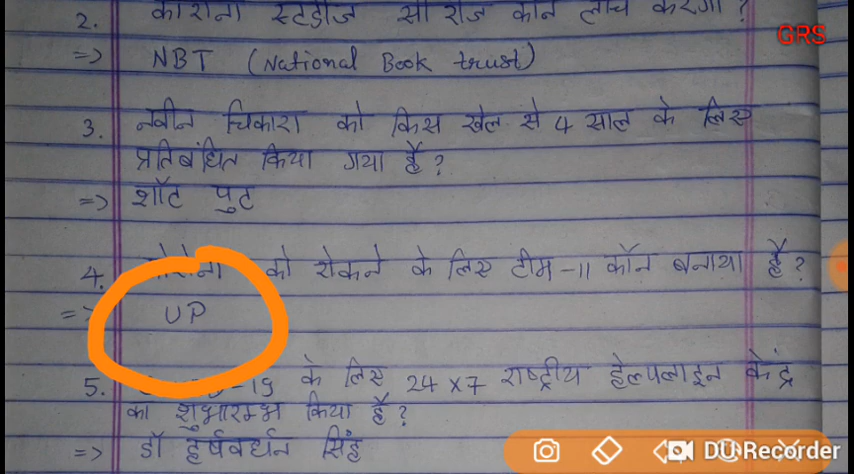 2. कोरोना स्टडीज सीरीज कौन लांच करेगा?
GRS
=> NBT (National Book trust)
3. नवीन चिकारा को किस खेल से 4 साल के लिए
प्रतिबंधित किया गया है?
=> शॉट पुट
4. को रोकने के लिए टीम -11 कौन बनाया है?
=> UP
5. -19 के लिए 24x7 राष्ट्रीय हेल्पलाइन केंद्र
का शुभारम्भ किया है?
=> डॉ हर्षवर्धन सिंह
DU Recorder